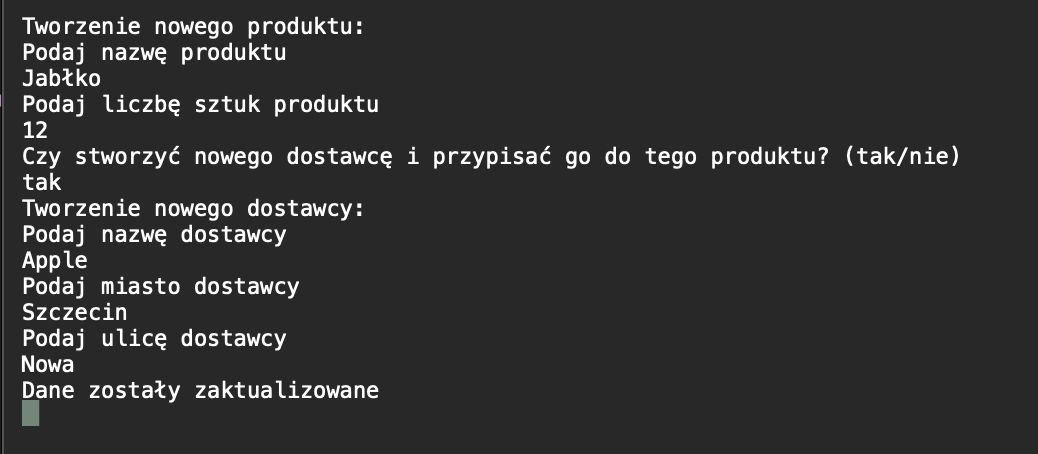 Tworzenie nowego produktu:
Podaj nazwę produktu
Jabłko
Podaj liczbę sztuk produktu
12
Czy stworzyć nowego dostawcę i przypisać go do tego produktu? (tak/nie)
tak
Tworzenie nowego dostawcy:
Podaj nazwę dostawcy
Apple
Podaj miasto dostawcy
Szczecin
Podaj ulicę dostawcy
Nowa
Dane zostały zaktualizowane